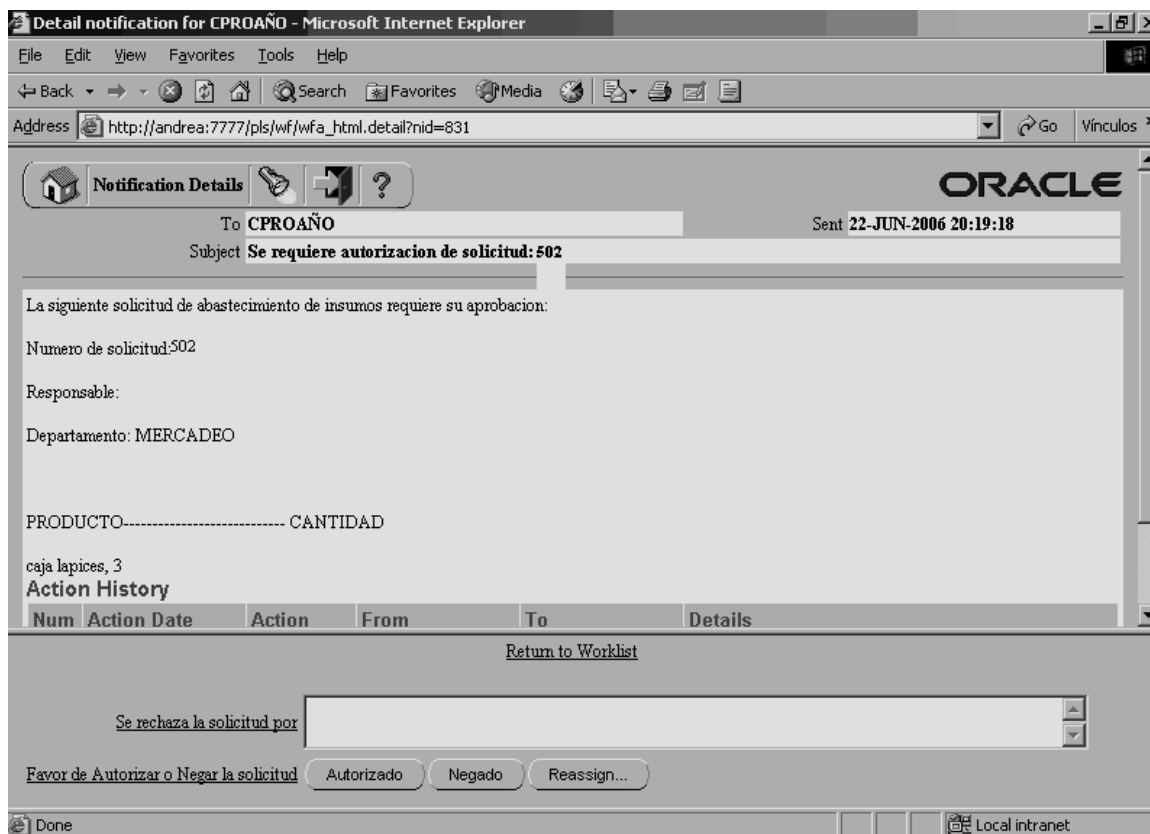 Detail notification for CPROAÑO - Microsoft Internet Explorer
File Edit View Favorites Tools Help
Back Search Favorites Media
Address http://andrea:7777/pls/wf/wfa_html.detail?nid=831 Go Vínculos
Notification Details ? ORACLE
To CPROAÑO Sent 22-JUN-2006 20:19:18
Subject Se requiere autorizacion de solicitud: 502
La siguiente solicitud de abastecimiento de insumos requiere su aprobacion:
Numero de solicitud:502
Responsable:
Departamento: MERCADEO
PRODUCTO---------------------------- CANTIDAD
caja lapices, 3
Action History
Num Action Date Action From To Details
Return to Worklist
Se rechaza la solicitud por
Favor de Autorizar o Negar la solicitud Autorizado Negado Reassign...
Done Local intranet